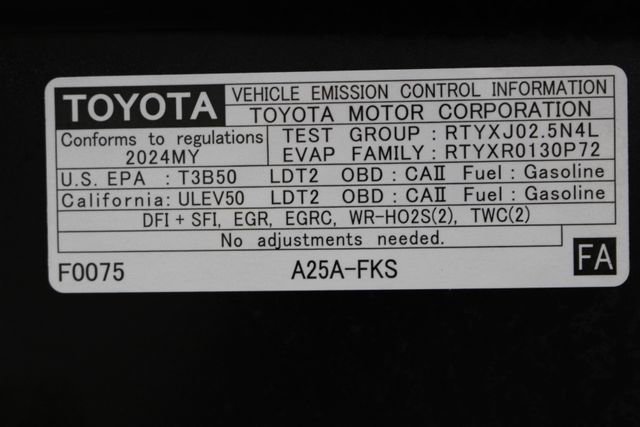 TOYOTA
VEHICLE EMISSION CONTROL INFORMATION
TOYOTA MOTOR CORPORATION
Conforms to regulations
2024MY
TEST GROUP : RTYXJ02.5N4L
EVAP FAMILY: RTYXR0130P72
U.S. EPA : T3B50 LDT2 OBD : CAⅡ Fuel : Gasoline
California: ULEV50 LDT2 OBD : CAⅡ Fuel : Gasoline
DFI + SFI, EGR, EGRC, WR-HO2S(2), TWC(2)
No adjustments needed.
F0075 A25A-FKS FA